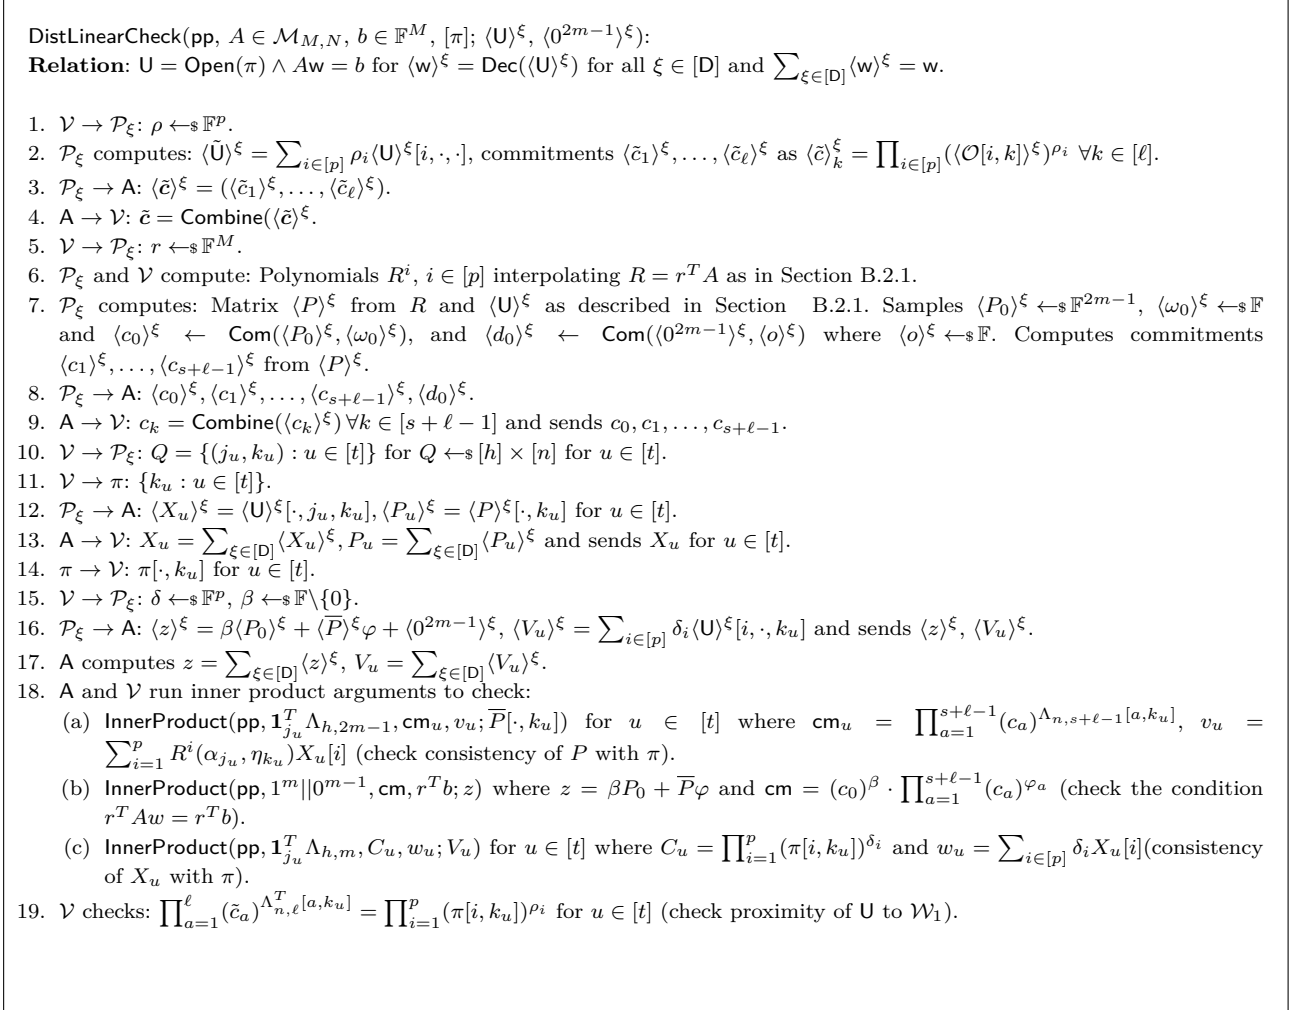 DistLinearCheck(pp, A ∈ ℳ_{M,N}, b ∈ 𝔽^M, [π]; ⟨U⟩^ξ, ⟨0^{2m−1}⟩^ξ):
Relation: U = Open(π) ∧ Aw = b for ⟨w⟩^ξ = Dec(⟨U⟩^ξ) for all ξ ∈ [D] and ∑_{ξ∈[D]}⟨w⟩^ξ = w.
1. 𝒱 → 𝒫_ξ: ρ ←$ 𝔽^p.
2. 𝒫_ξ computes: ⟨Ũ⟩^ξ = ∑_{i∈[p]} ρ_i⟨U⟩^ξ[i, ·, ·], commitments ⟨c̃_1⟩^ξ, . . . , ⟨c̃_ℓ⟩^ξ as ⟨c̃⟩^ξ_k = ∏_{i∈[p]}(⟨𝒪[i, k]⟩^ξ)^{ρ_i} ∀k ∈ [ℓ].
3. 𝒫_ξ → A: ⟨c̃⟩^ξ = (⟨c̃_1⟩^ξ, . . . , ⟨c̃_ℓ⟩^ξ).
4. A → 𝒱: c̃ = Combine(⟨c̃⟩^ξ.
5. 𝒱 → 𝒫_ξ: r ←$ 𝔽^M.
6. 𝒫_ξ and 𝒱 compute: Polynomials R^i, i ∈ [p] interpolating R = r^T A as in Section B.2.1.
7. 𝒫_ξ computes: Matrix ⟨P⟩^ξ from R and ⟨U⟩^ξ as described in Section B.2.1. Samples ⟨P_0⟩^ξ ←$ 𝔽^{2m−1}, ⟨ω_0⟩^ξ ←$ 𝔽
and ⟨c_0⟩^ξ ← Com(⟨P_0⟩^ξ, ⟨ω_0⟩^ξ), and ⟨d_0⟩^ξ ← Com(⟨0^{2m−1}⟩^ξ, ⟨o⟩^ξ) where ⟨o⟩^ξ ←$ 𝔽. Computes commitments
⟨c_1⟩^ξ, . . . , ⟨c_{s+ℓ−1}⟩^ξ from ⟨P⟩^ξ.
8. 𝒫_ξ → A: ⟨c_0⟩^ξ, ⟨c_1⟩^ξ, . . . , ⟨c_{s+ℓ−1}⟩^ξ, ⟨d_0⟩^ξ.
9. A → 𝒱: c_k = Combine(⟨c_k⟩^ξ) ∀k ∈ [s + ℓ − 1] and sends c_0, c_1, . . . , c_{s+ℓ−1}.
10. 𝒱 → 𝒫_ξ: Q = {(j_u, k_u) : u ∈ [t]} for Q ←$ [h] × [n] for u ∈ [t].
11. 𝒱 → π: {k_u : u ∈ [t]}.
12. 𝒫_ξ → A: ⟨X_u⟩^ξ = ⟨U⟩^ξ[·, j_u, k_u], ⟨P_u⟩^ξ = ⟨P⟩^ξ[·, k_u] for u ∈ [t].
13. A → 𝒱: X_u = ∑_{ξ∈[D]}⟨X_u⟩^ξ, P_u = ∑_{ξ∈[D]}⟨P_u⟩^ξ and sends X_u for u ∈ [t].
14. π → 𝒱: π[·, k_u] for u ∈ [t].
15. 𝒱 → 𝒫_ξ: δ ←$ 𝔽^p, β ←$ 𝔽\{0}.
16. 𝒫_ξ → A: ⟨z⟩^ξ = β⟨P_0⟩^ξ + ⟨P̅⟩^ξφ + ⟨0^{2m−1}⟩^ξ, ⟨V_u⟩^ξ = ∑_{i∈[p]} δ_i⟨U⟩^ξ[i, ·, k_u] and sends ⟨z⟩^ξ, ⟨V_u⟩^ξ.
17. A computes z = ∑_{ξ∈[D]}⟨z⟩^ξ, V_u = ∑_{ξ∈[D]}⟨V_u⟩^ξ.
18. A and 𝒱 run inner product arguments to check:
(a) InnerProduct(pp, 𝟏^T_{j_u}Λ_{h,2m−1}, cm_u, v_u; P̅[·, k_u]) for u ∈ [t] where cm_u = ∏_{a=1}^{s+ℓ−1}(c_a)^{Λ_{n,s+ℓ−1}[a,k_u]}, v_u =
∑_{i=1}^{p} R^i(α_{j_u}, η_{k_u})X_u[i] (check consistency of P with π).
(b) InnerProduct(pp, 1^m||0^{m−1}, cm, r^T b; z) where z = βP_0 + P̅φ and cm = (c_0)^β · ∏_{a=1}^{s+ℓ−1}(c_a)^{φ_a} (check the condition
r^T Aw = r^T b).
(c) InnerProduct(pp, 𝟏^T_{j_u}Λ_{h,m}, C_u, w_u; V_u) for u ∈ [t] where C_u = ∏_{i=1}^{p}(π[i, k_u])^{δ_i} and w_u = ∑_{i∈[p]} δ_iX_u[i](consistency
of X_u with π).
19. 𝒱 checks: ∏_{a=1}^{ℓ}(c̃_a)^{Λ^T_{n,ℓ}[a,k_u]} = ∏_{i=1}^{p}(π[i, k_u])^{ρ_i} for u ∈ [t] (check proximity of U to 𝒲_1).